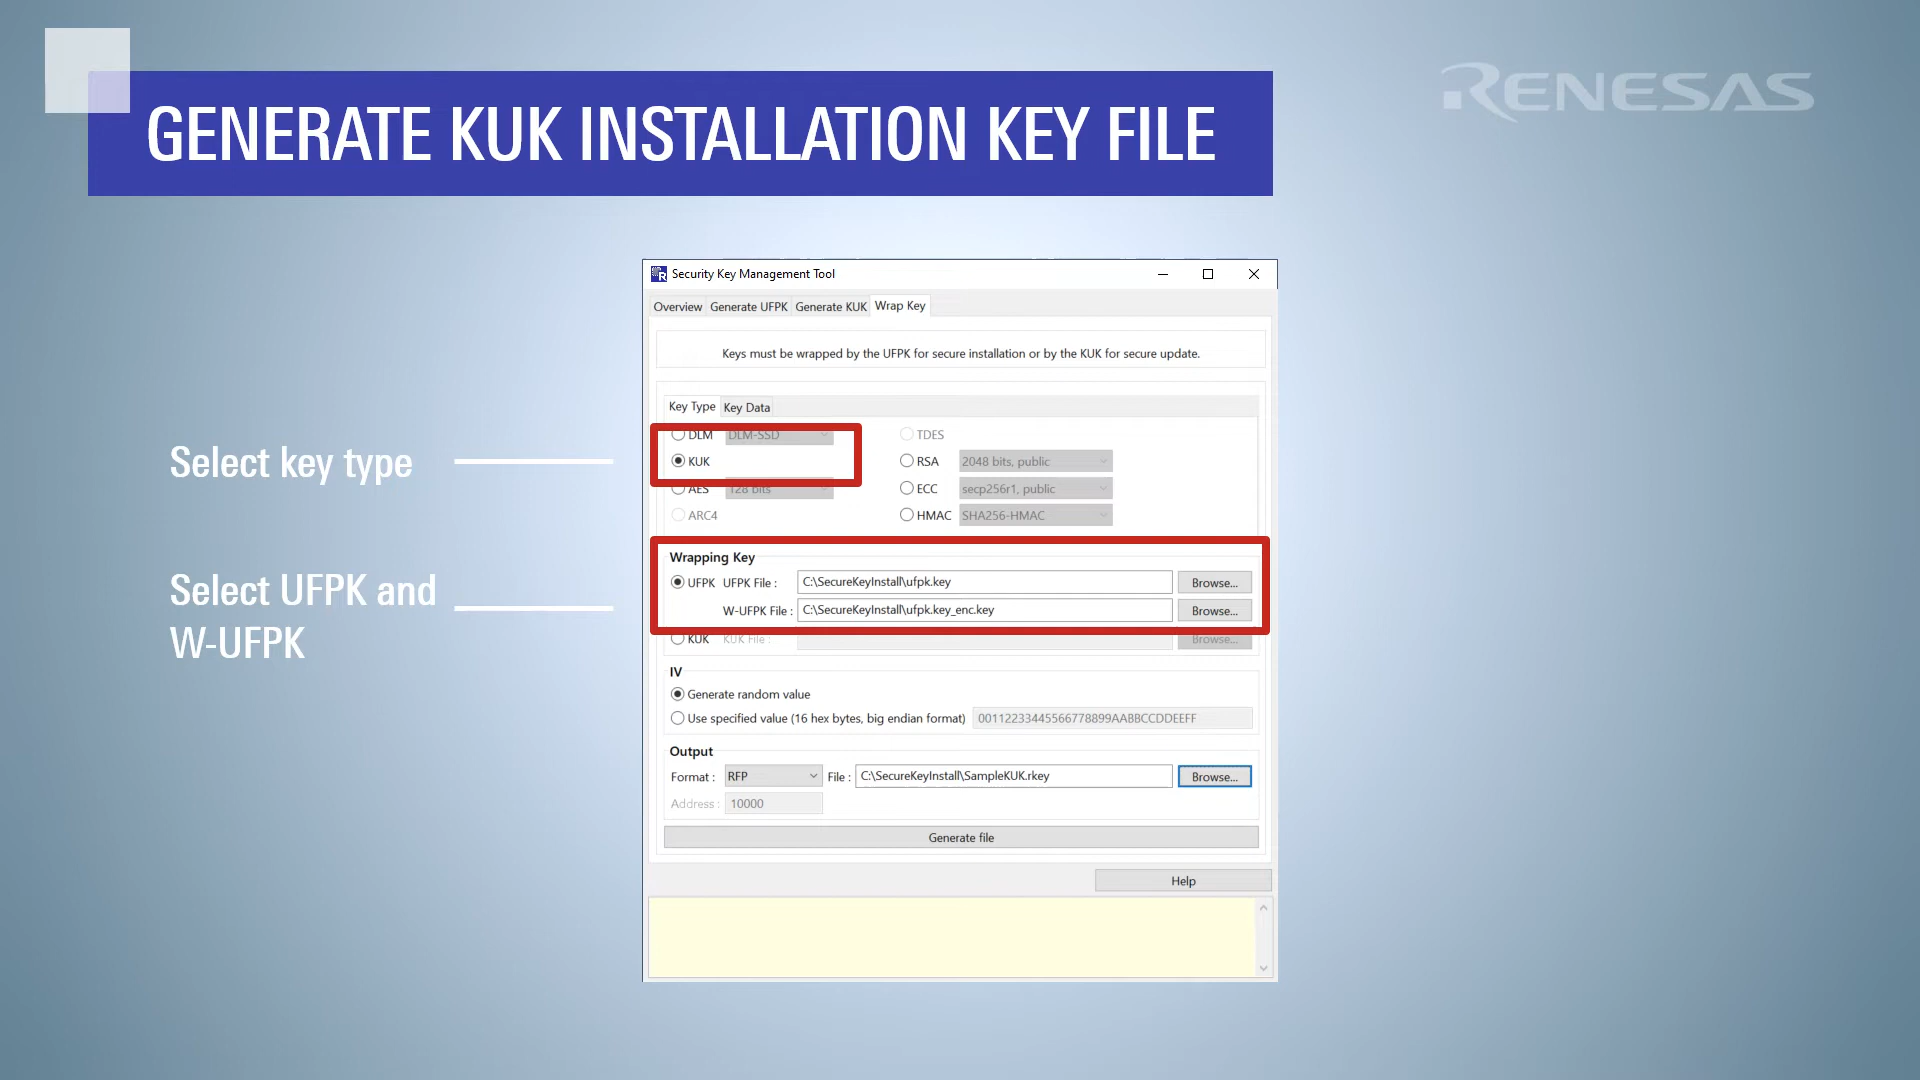 RENESAS
GENERATE KUK INSTALLATION KEY FILE
Security Key Management Tool
Overview Generate UFPK Generate KUK Wrap Key
Keys must be wrapped by the UFPK for secure installation or by the KUK for secure update.
Key Type Key Data
DLM DLM-SSD TDES
Select key type
KUK RSA 2048 bits, public
AES 128 bits ECC secp256r1, public
ARC4 HMAC SHA256-HMAC
Wrapping Key
Select UFPK and
W-UFPK
UFPK UFPK File : C:\SecureKeyInstall\ufpk.key Browse...
W-UFPK File : C:\SecureKeyInstall\ufpk.key_enc.key Browse...
KUK KUK File : Browse...
IV
Generate random value
Use specified value (16 hex bytes, big endian format) 00112233445566778899AABBCCDDEEFF
Output
Format : RFP File : C:\SecureKeyInstall\SampleKUK.rkey Browse...
Address : 10000
Generate file
Help